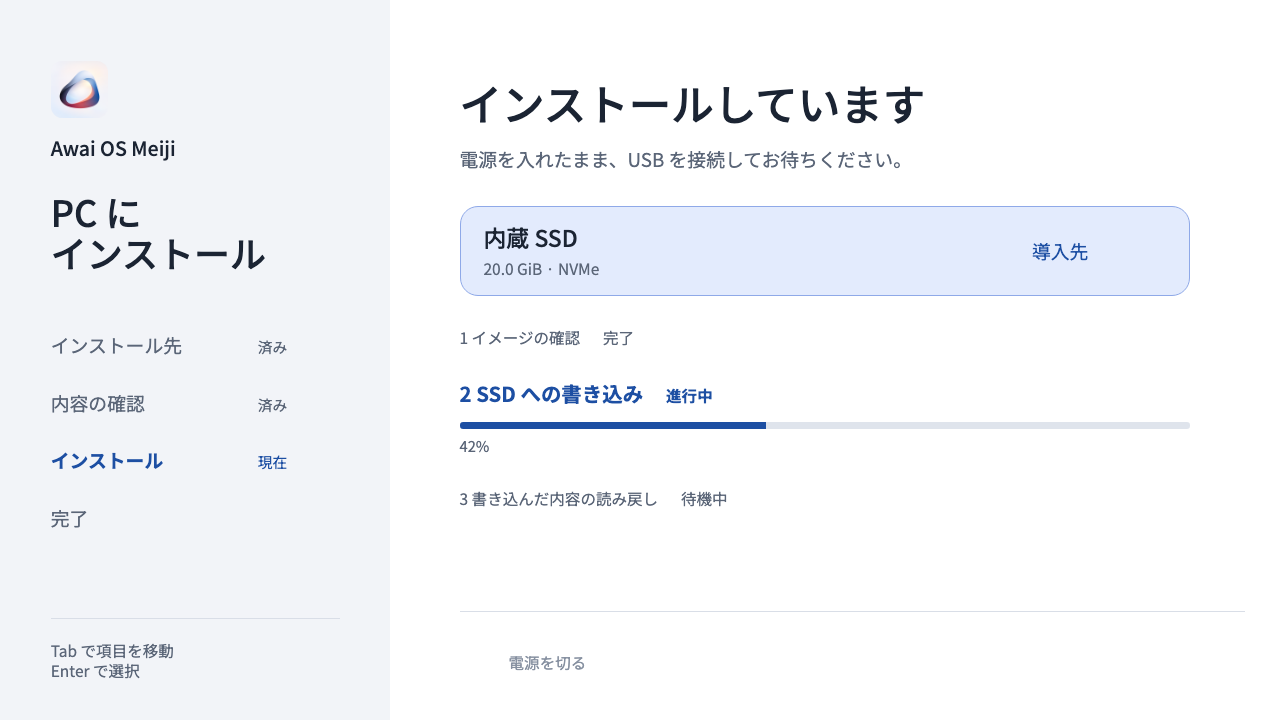 Awai OS Meiji
PC に
インストール
インストール先 済み
内容の確認 済み
インストール 現在
完了
Tab で項目を移動
Enter で選択
インストールしています
電源を入れたまま、USB を接続してお待ちください。
内蔵 SSD
20.0 GiB · NVMe
導入先
1 イメージの確認 完了
2 SSD への書き込み 進行中
42%
3 書き込んだ内容の読み戻し 待機中
電源を切る